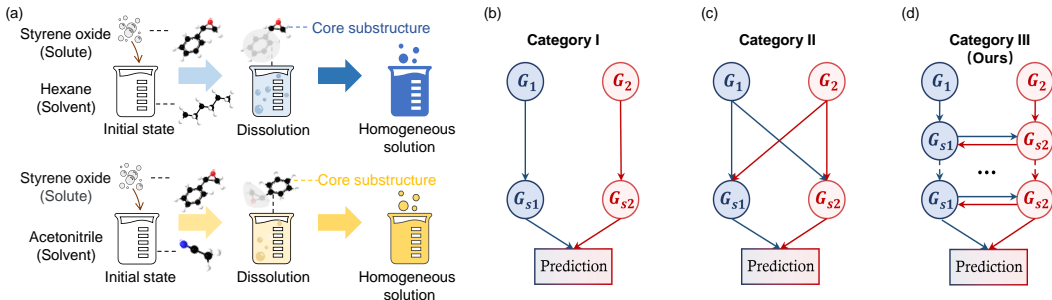 (a)
Styrene oxide
(Solute)
Core substructure
Hexane
(Solvent)
Initial state
Dissolution
Homogeneous
solution
Styrene oxide
(Solute)
Core substructure
Acetonitrile
(Solvent)
Initial state
Dissolution
Homogeneous
solution
(b)
Category I
G1
G2
Gs1
Gs2
Prediction
(c)
Category II
G1
G2
Gs1
Gs2
Prediction
(d)
Category III
(Ours)
G1
G2
Gs1
Gs2
...
Gs1
Gs2
Prediction